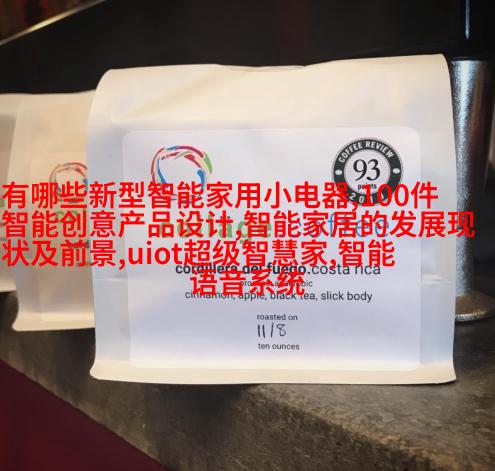 COFFEE REVIEW
93
points
有哪些新型智能家用小电器,100件
智能创意产品设计,智能家居的发展现
状及前景,uiot超级智慧家,智能
语音系统
cordillera del fuego.costa rica
cinnamon, apple, black tea, slick body
roasted on
11/8
ten ounces